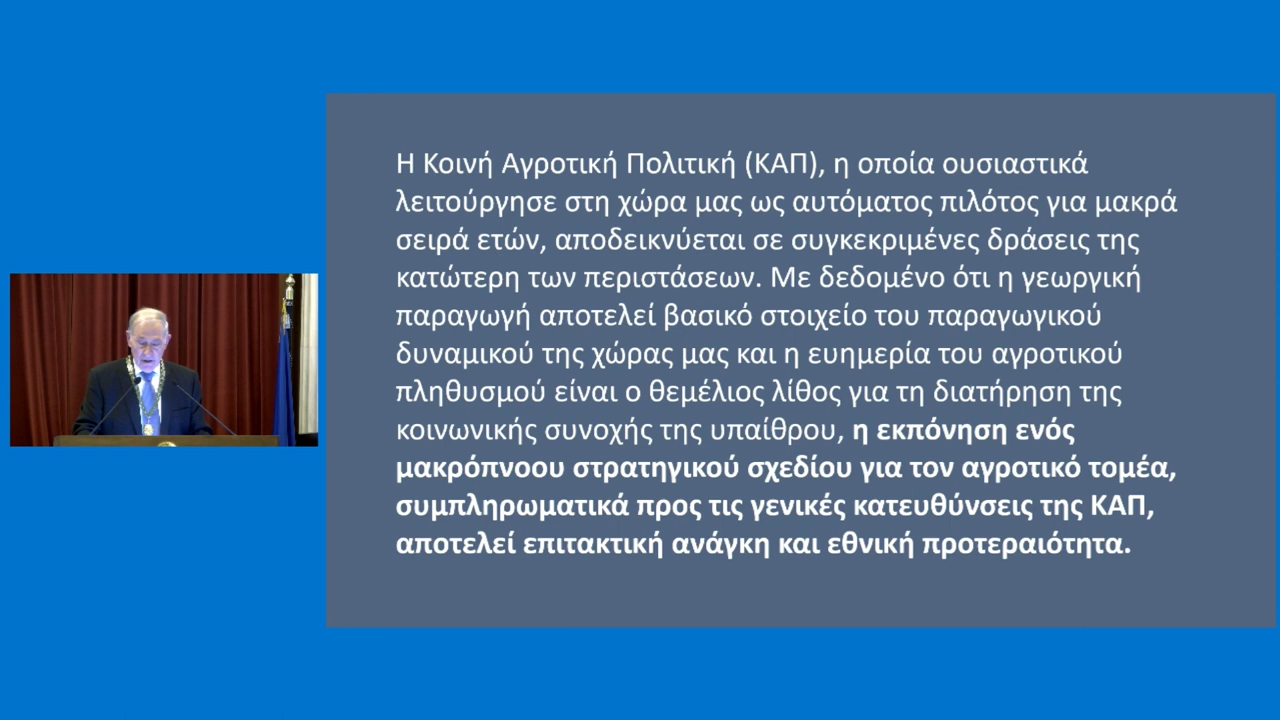 Η Κοινή Αγροτική Πολιτική (ΚΑΠ), η οποία ουσιαστικά
λειτούργησε στη χώρα μας ως αυτόματος πιλότος για μακρά
σειρά ετών, αποδεικνύεται σε συγκεκριμένες δράσεις της
κατώτερη των περιστάσεων. Με δεδομένο ότι η γεωργική
παραγωγή αποτελεί βασικό στοιχείο του παραγωγικού
δυναμικού της χώρας μας και η ευημερία του αγροτικού
πληθυσμού είναι ο θεμέλιος λίθος για τη διατήρηση της
κοινωνικής συνοχής της υπαίθρου, η εκπόνηση ενός
μακρόπνοου στρατηγικού σχεδίου για τον αγροτικό τομέα,
συμπληρωματικά προς τις γενικές κατευθύνσεις της ΚΑΠ,
αποτελεί επιτακτική ανάγκη και εθνική προτεραιότητα.